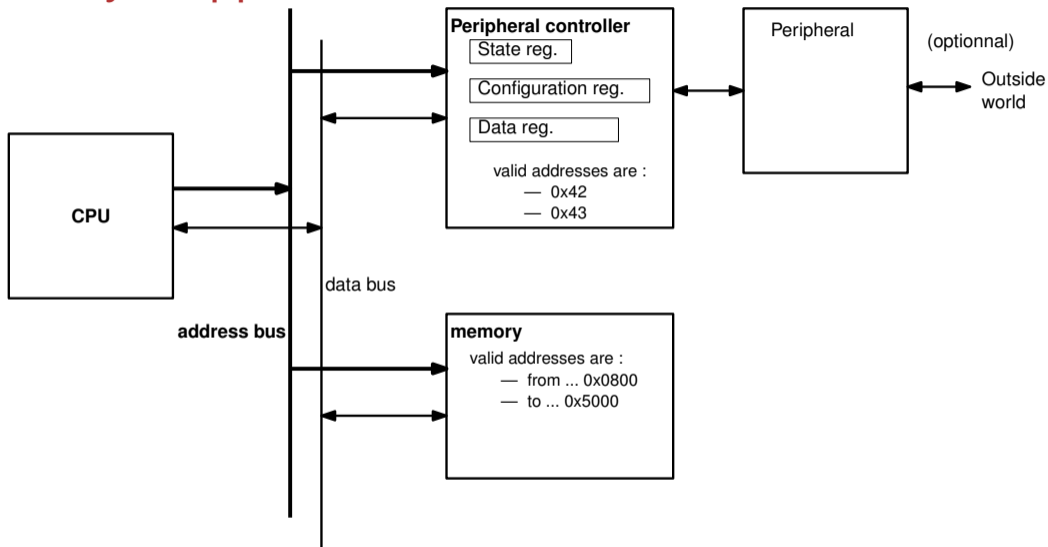 Peripheral controller
State reg.
Configuration reg.
Data reg.
valid addresses are :
— 0x42
— 0x43
Peripheral
(optionnal)
Outside
world
CPU
data bus
address bus
memory
valid addresses are :
— from ... 0x0800
— to ... 0x5000